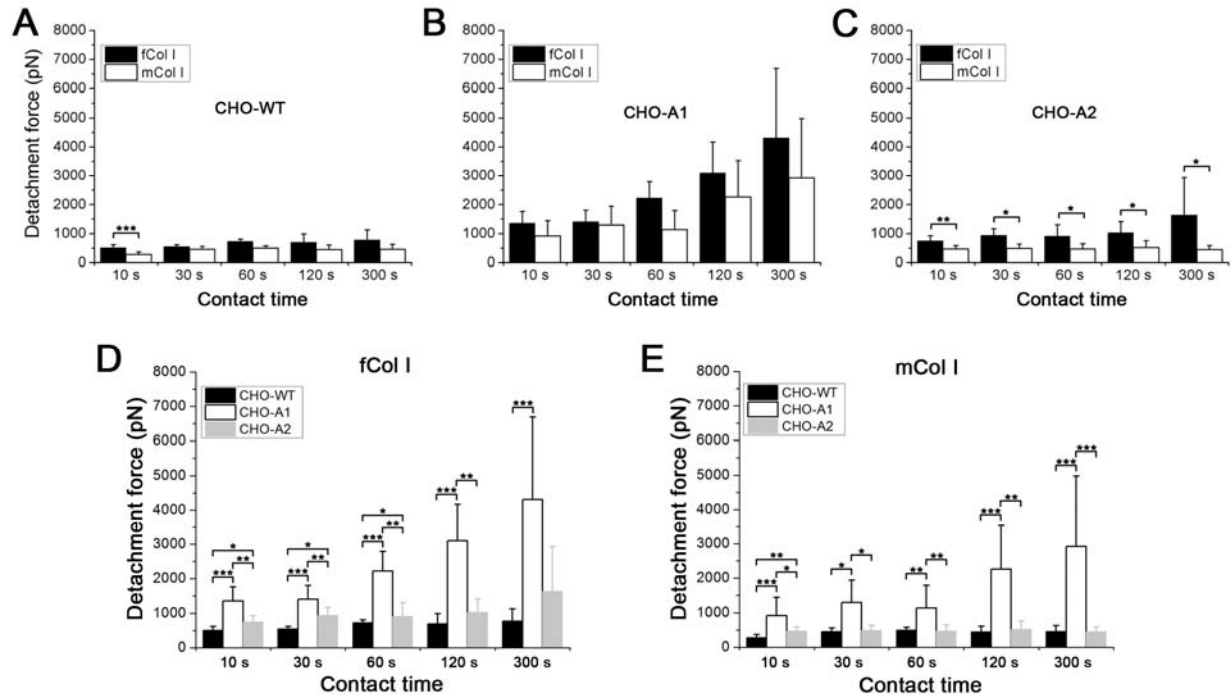 A
Detachment force (pN)
8000
7000
6000
5000
4000
3000
2000
1000
0
fCol I
mCol I
CHO-WT
***
10 s 30 s 60 s 120 s 300 s
Contact time
B
8000
7000
6000
5000
4000
3000
2000
1000
0
fCol I
mCol I
CHO-A1
10 s 30 s 60 s 120 s 300 s
Contact time
C
8000
7000
6000
5000
4000
3000
2000
1000
0
fCol I
mCol I
CHO-A2
** * * * *
10 s 30 s 60 s 120 s 300 s
Contact time
D
fCol I
Detachment force (pN)
8000
7000
6000
5000
4000
3000
2000
1000
0
CHO-WT
CHO-A1
CHO-A2
* *** **
* *** **
* *** **
*** **
***
10 s 30 s 60 s 120 s 300 s
Contact time
E
mCol I
Detachment force (pN)
8000
7000
6000
5000
4000
3000
2000
1000
0
CHO-WT
CHO-A1
CHO-A2
** *** *
* *
** **
*** **
*** ***
10 s 30 s 60 s 120 s 300 s
Contact time